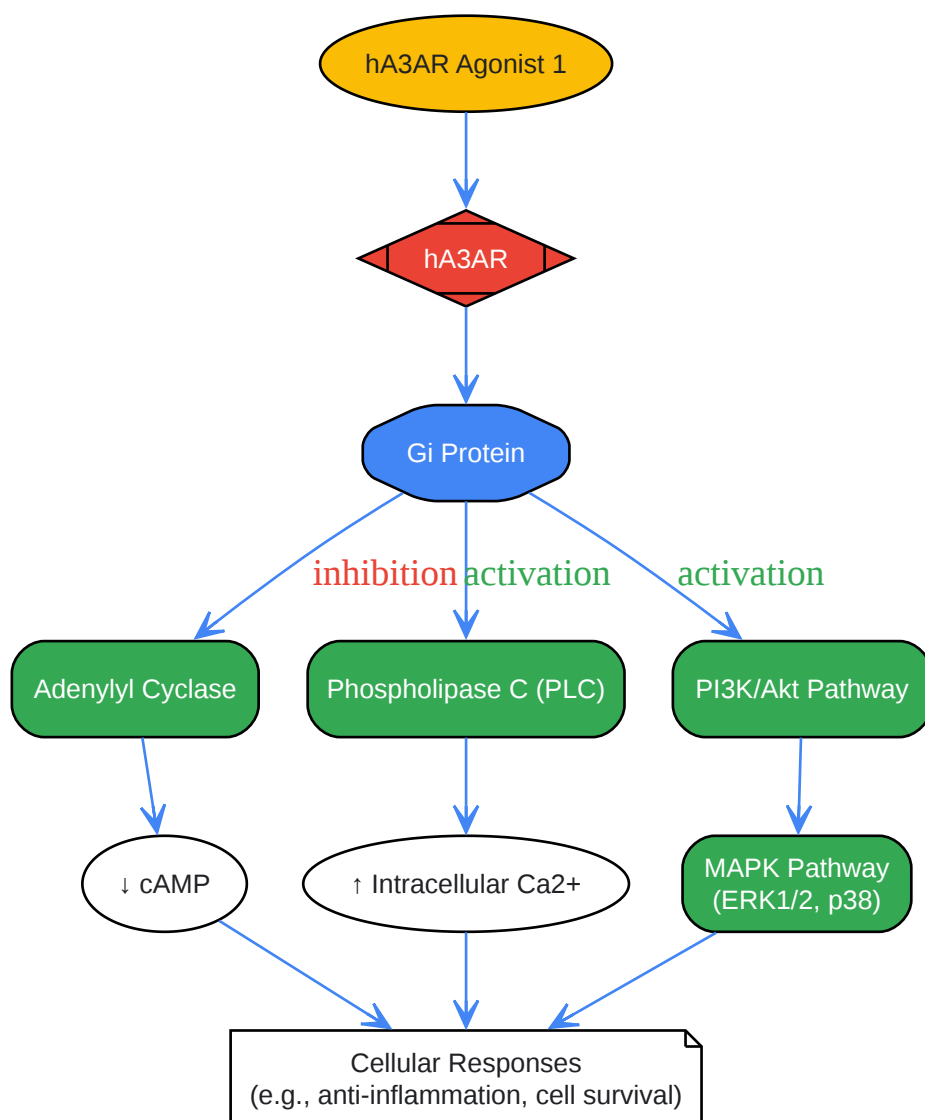 hA3AR Agonist 1
hA3AR
Gi Protein
inhibition
activation
activation
Adenylyl Cyclase
Phospholipase C (PLC)
PI3K/Akt Pathway
↓ cAMP
↑ Intracellular Ca2+
MAPK Pathway
(ERK1/2, p38)
Cellular Responses
(e.g., anti-inflammation, cell survival)